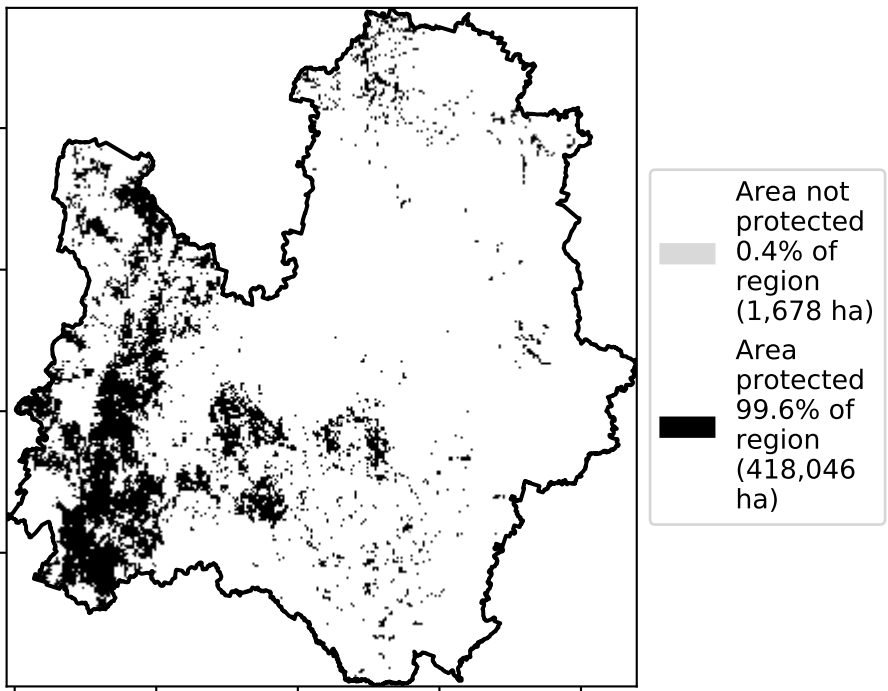 Area not
protected
0.4% of
region
(1,678 ha)
Area
protected
99.6% of
region
(418,046
ha)